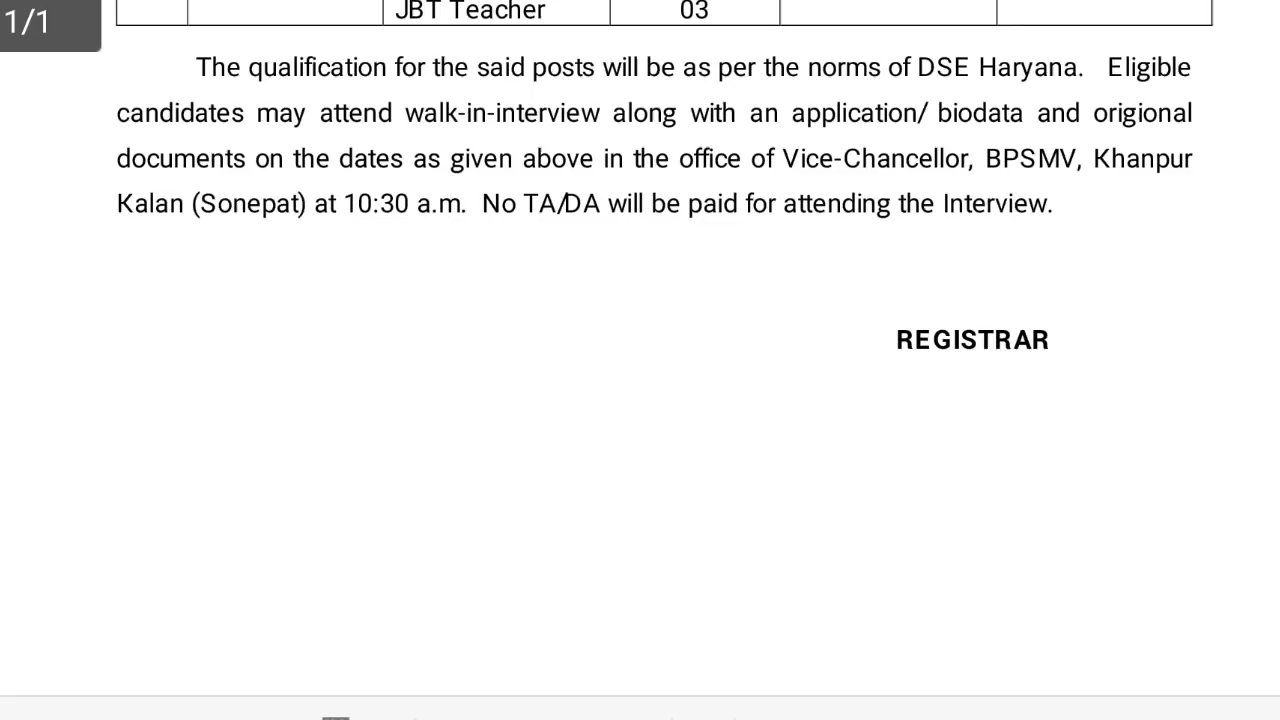 1/1
JBT Teacher 03
The qualification for the said posts will be as per the norms of DSE Haryana. Eligible
candidates may attend walk-in-interview along with an application/ biodata and origional
documents on the dates as given above in the office of Vice-Chancellor, BPSMV, Khanpur
Kalan (Sonepat) at 10:30 a.m. No TA/DA will be paid for attending the Interview.
REGISTRAR